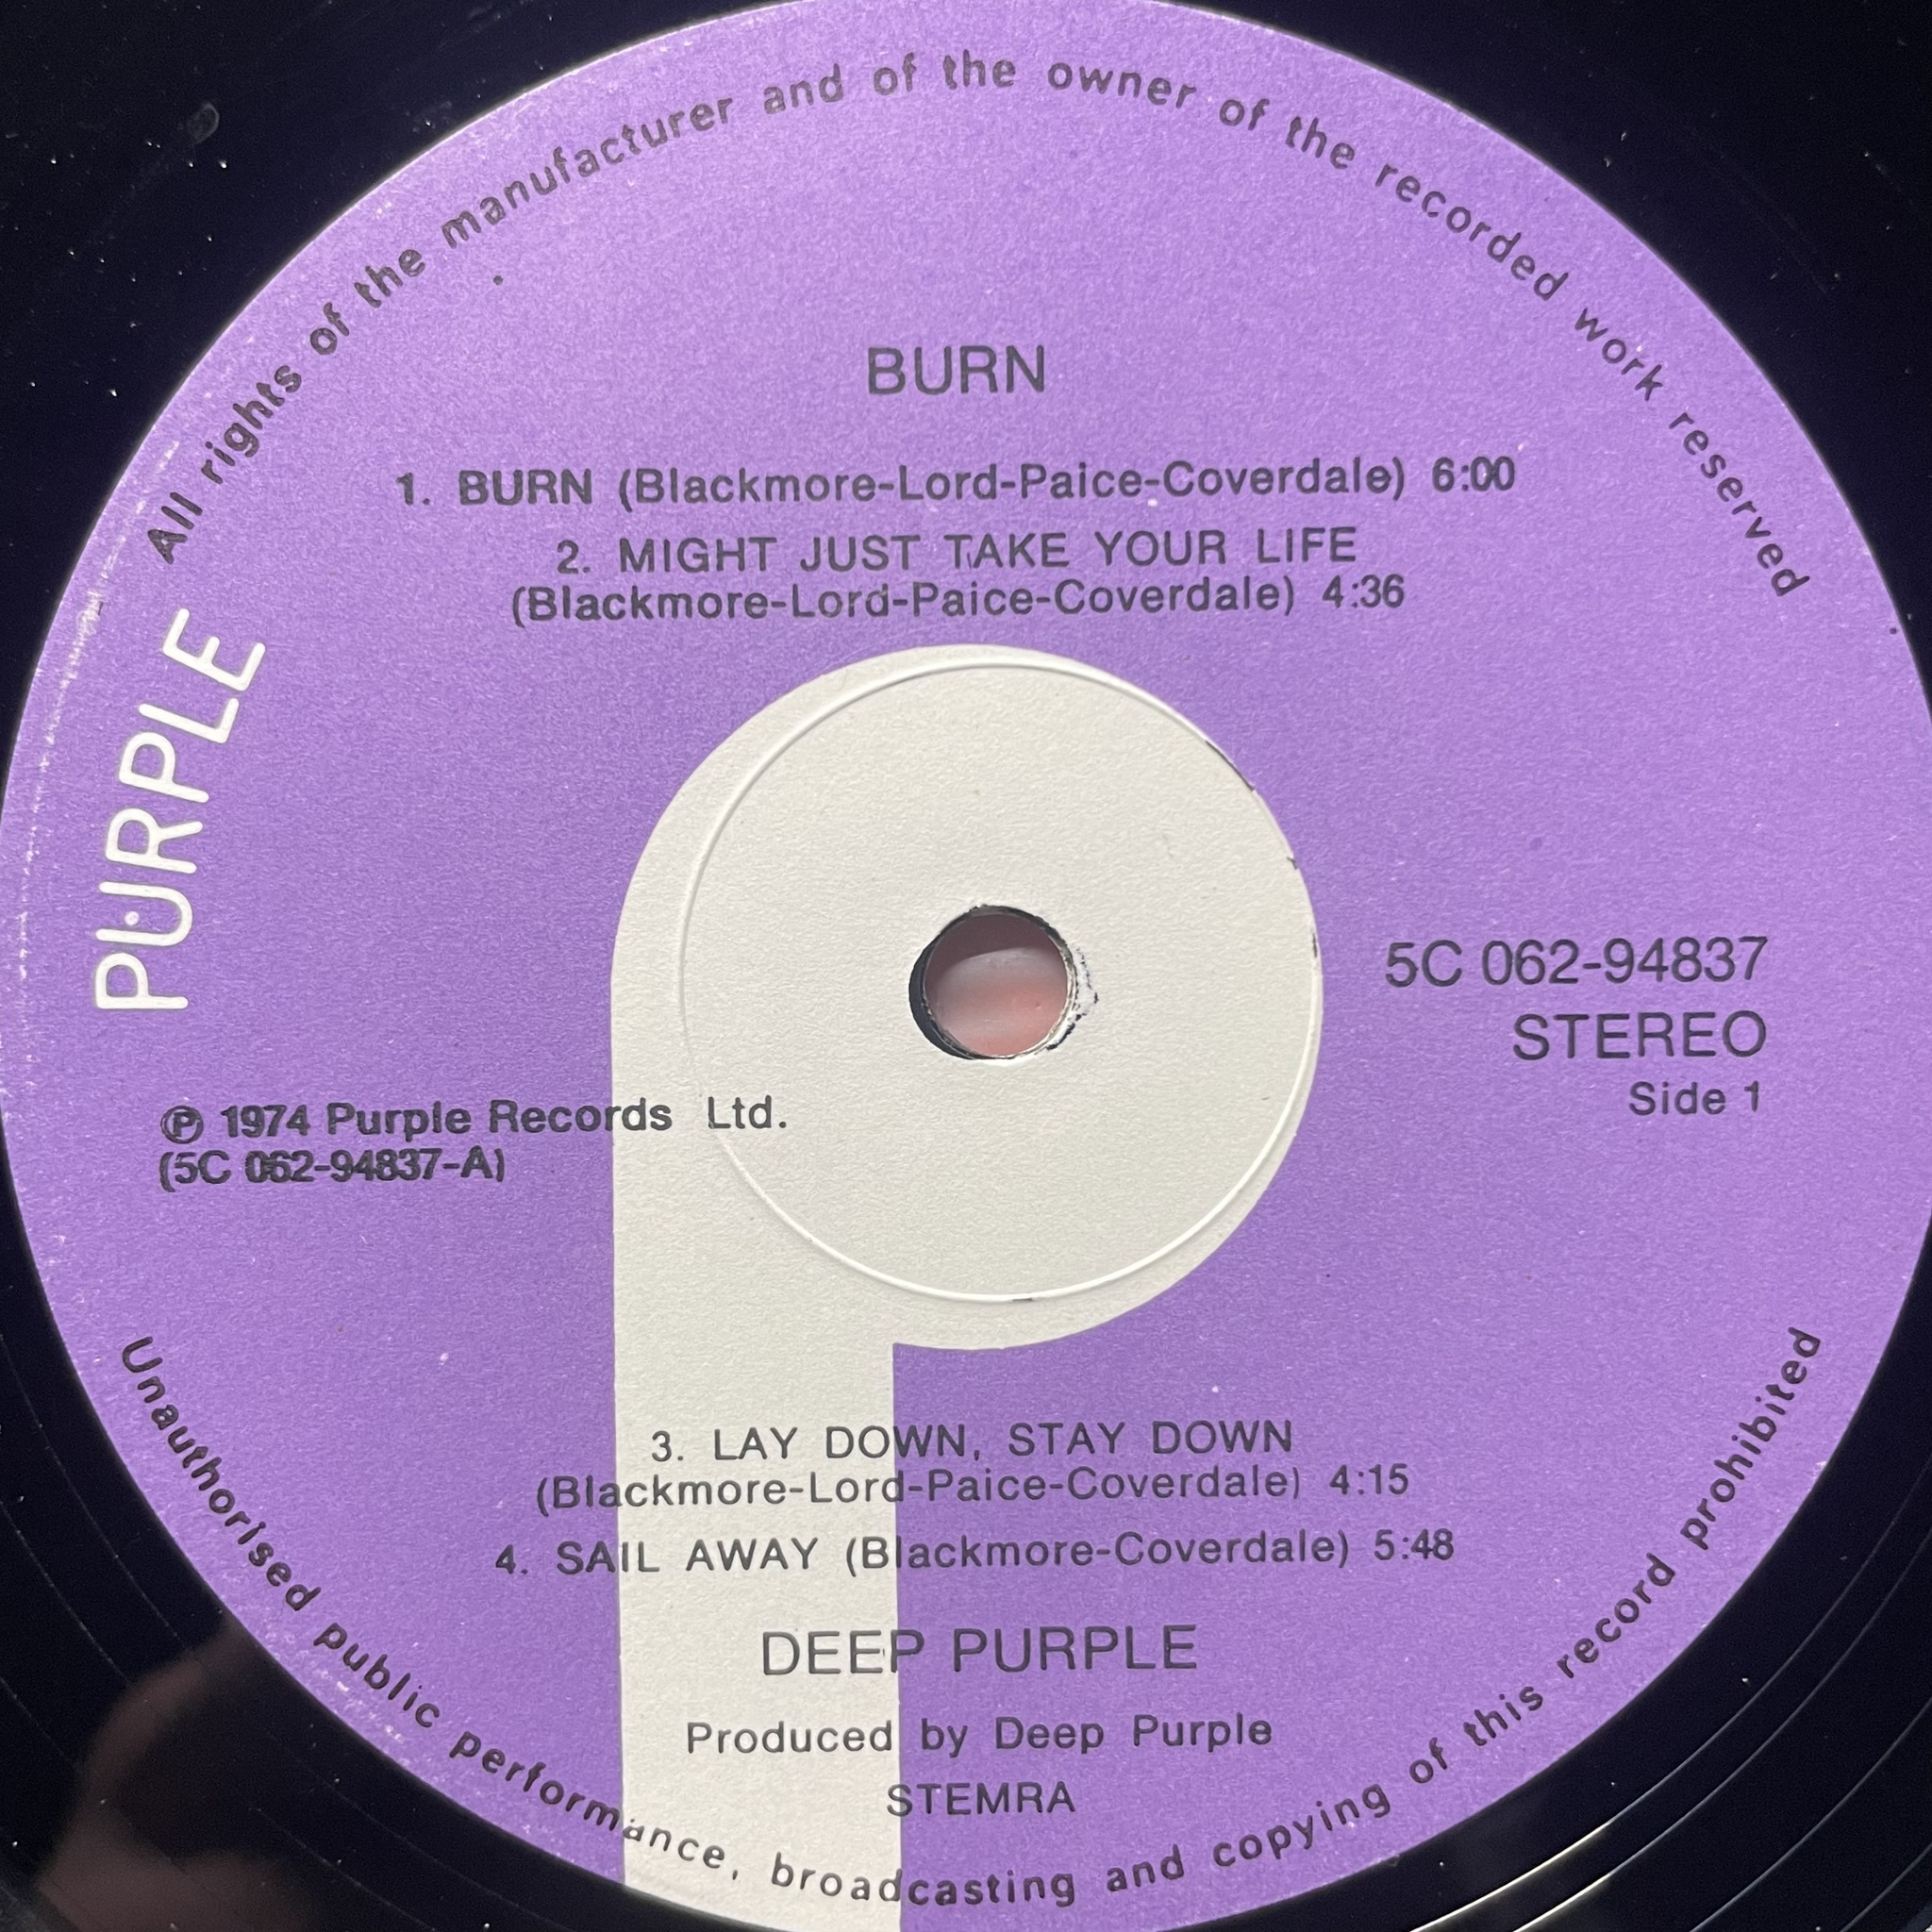 All rights of the manufacturer and of the owner of the recorded work reserved
BURN
1. BURN (Blackmore-Lord-Paice-Coverdale) 6:00
2. MIGHT JUST TAKE YOUR LIFE
(Blackmore-Lord-Paice-Coverdale) 4:36
PURPLE
5C 062-94837
STEREO
Side 1
℗ 1974 Purple Records Ltd.
(5C 062-94837-A)
3. LAY DOWN, STAY DOWN
(Blackmore-Lord-Paice-Coverdale) 4:15
4. SAIL AWAY (Blackmore-Coverdale) 5:48
DEEP PURPLE
Produced by Deep Purple
STEMRA
Unauthorised public performance, broadcasting and copying of this record prohibited